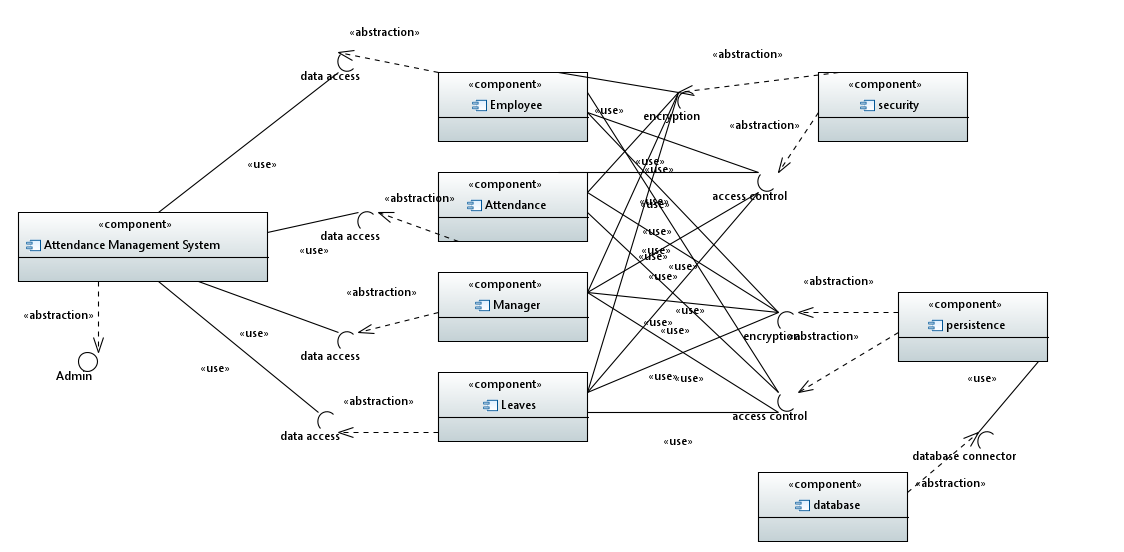 «abstraction»
data access
«component»
Employee
«abstraction»
«component»
security
encryption
«use»
«abstraction»
«use»
«use»
«use»
«component»
Attendance
«abstraction»
access control
«use»
«use»
«component»
Attendance Management System
data access
«use»
«use»
«use»
«use»
«use»
«use»
«abstraction»
«component»
Manager
«abstraction»
«component»
persistence
«abstraction»
Admin
«use»
data access
«use»
«use»
encryption
«abstraction»
«use»
«component»
Leaves
«abstraction»
data access
«use»
«use»
«use»
access control
«use»
database connector
«component»
database
«abstraction»